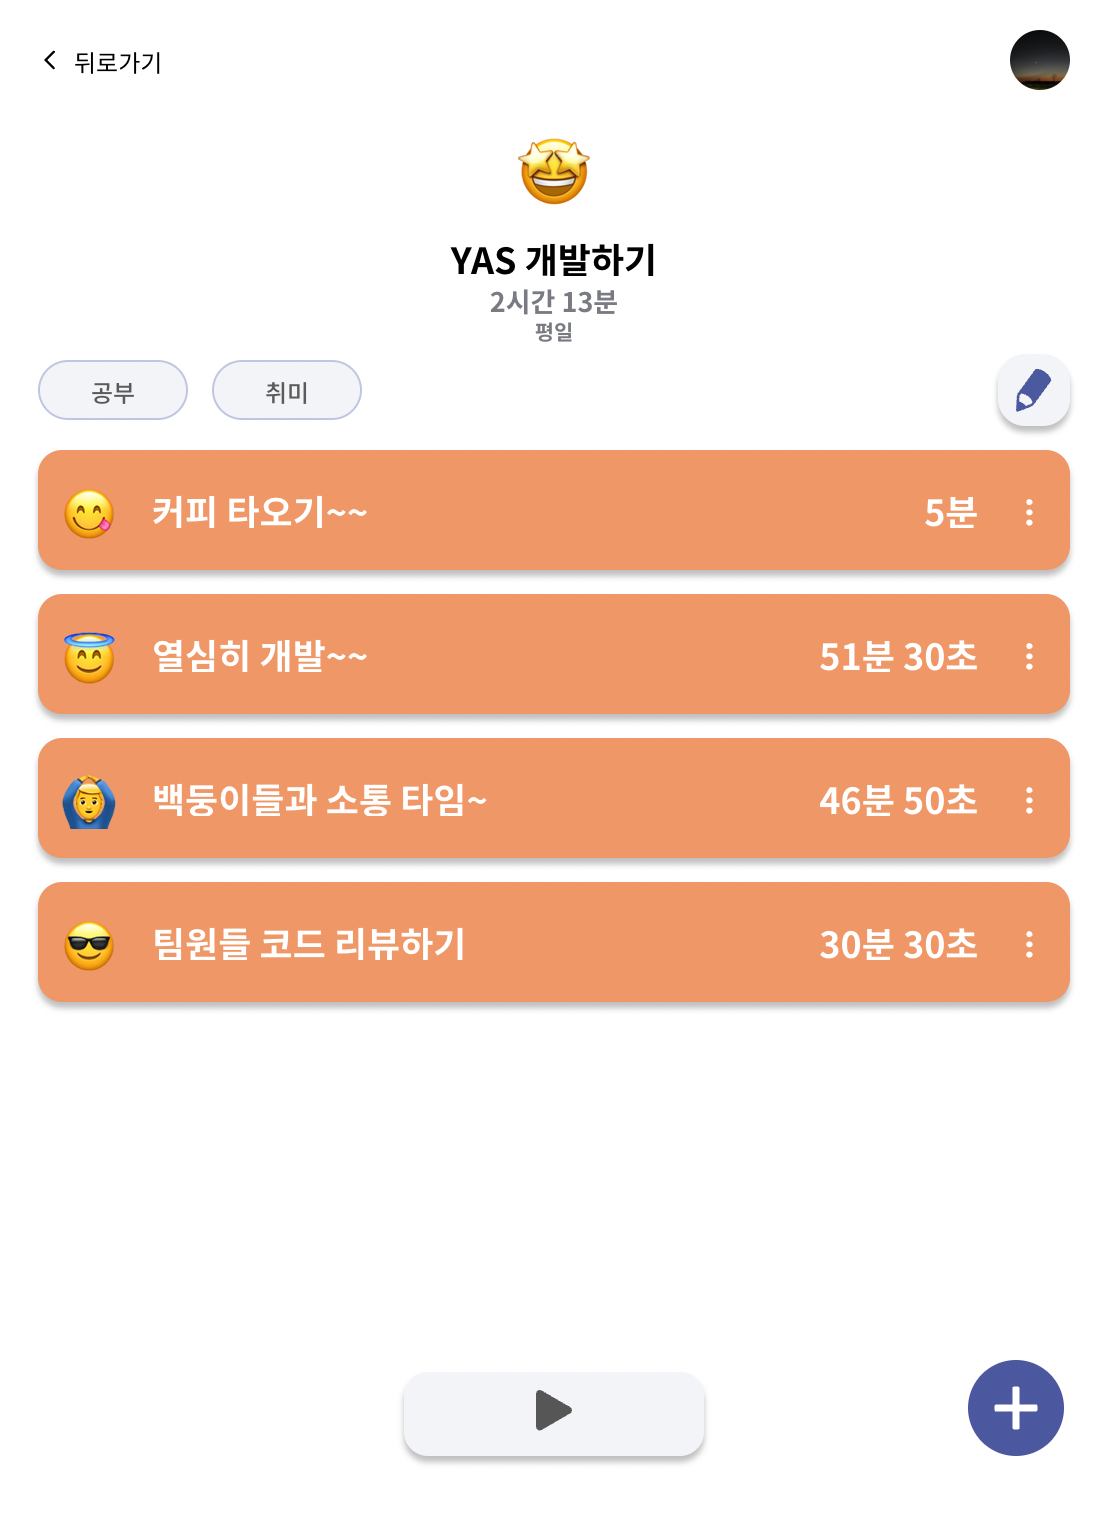 뒤로가기
YAS 개발하기
2시간 13분
평일
공부 취미
커피 타오기~~ 5분
열심히 개발~~ 51분 30초
백둥이들과 소통 타임~ 46분 50초
팀원들 코드 리뷰하기 30분 30초